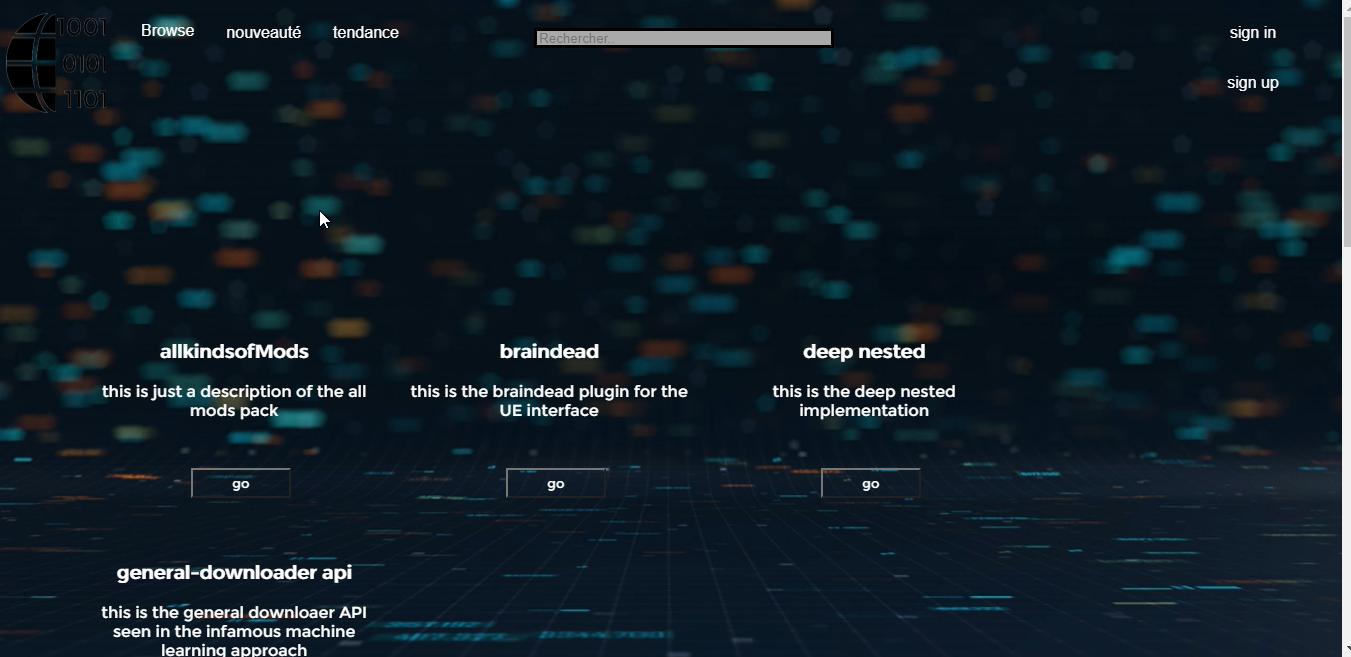 1001
0101
1101
Browse
nouveauté
tendance
Rechercher..
sign in
sign up
allkindsofMods
this is just a description of the all
mods pack
go
braindead
this is the braindead plugin for the
UE interface
go
deep nested
this is the deep nested
implementation
go
general-downloader api
this is the general downloaer API
seen in the infamous machine
learning approach